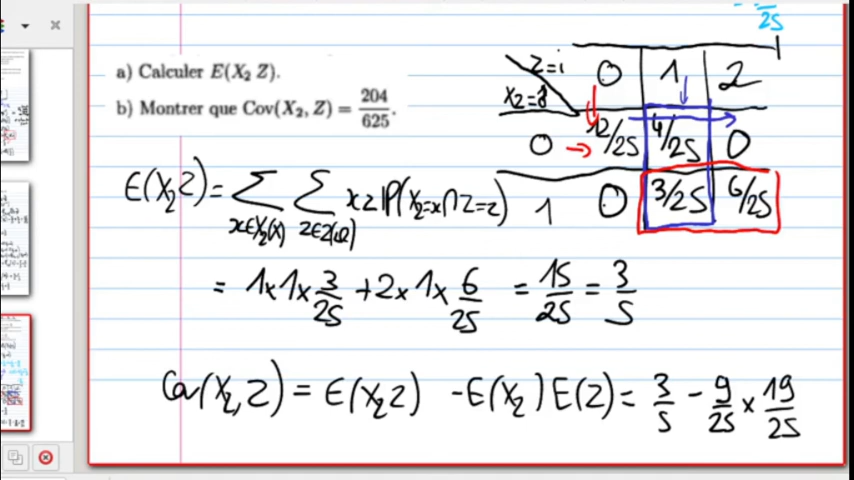 25
a) Calculer E(X₂ Z).
b) Montrer que Cov(X₂, Z) = 204/625.
Z=i 0 1 2
X₂=j
0 → 12/25 4/25 0
1 0 3/25 6/25
E(X₂Z) = ∑ x∈X₂(X) ∑ z∈Z(Ω) x z P(X₂=x ∩ Z=z)
= 1×1×3/25 + 2×1×6/25 = 15/25 = 3/5
Cov(X₂,Z) = E(X₂Z) - E(X₂)E(Z) = 3/5 - 9/25 × 19/25